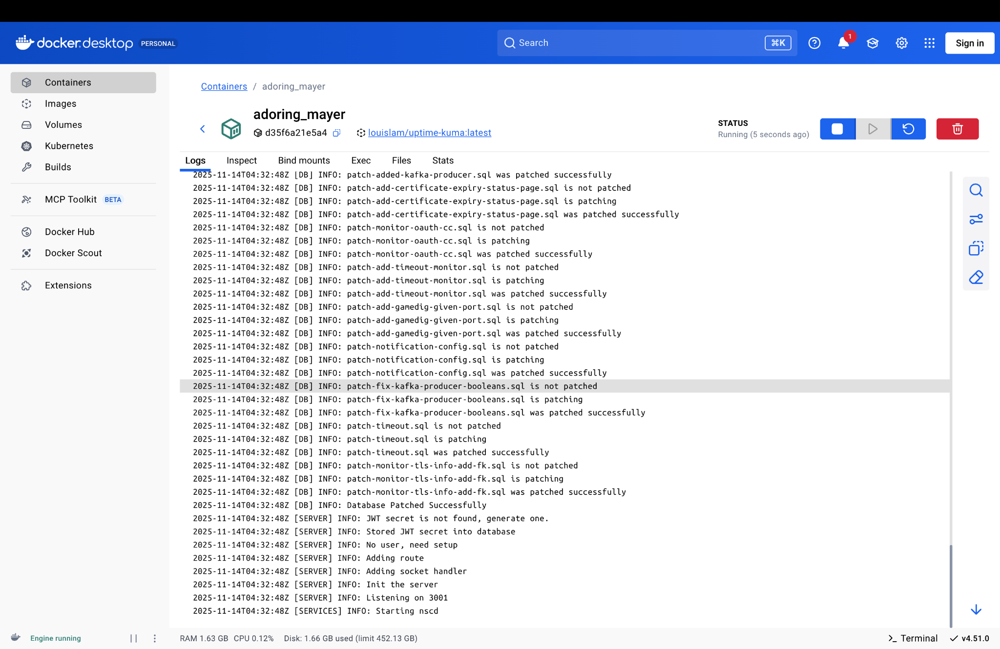 docker desktop PERSONAL
Search
⌘K
1
Sign in
Containers
Images
Volumes
Kubernetes
Builds
MCP Toolkit BETA
Docker Hub
Docker Scout
Extensions
Containers / adoring_mayer
adoring_mayer
d35f6a21e5a4 louislam/uptime-kuma:latest
STATUS
Running (5 seconds ago)
Logs Inspect Bind mounts Exec Files Stats
2025-11-14T04:32:48Z [DB] INFO: patch-added-kafka-producer.sql was patched successfully
2025-11-14T04:32:48Z [DB] INFO: patch-add-certificate-expiry-status-page.sql is not patched
2025-11-14T04:32:48Z [DB] INFO: patch-add-certificate-expiry-status-page.sql is patching
2025-11-14T04:32:48Z [DB] INFO: patch-add-certificate-expiry-status-page.sql was patched successfully
2025-11-14T04:32:48Z [DB] INFO: patch-monitor-oauth-cc.sql is not patched
2025-11-14T04:32:48Z [DB] INFO: patch-monitor-oauth-cc.sql is patching
2025-11-14T04:32:48Z [DB] INFO: patch-monitor-oauth-cc.sql was patched successfully
2025-11-14T04:32:48Z [DB] INFO: patch-add-timeout-monitor.sql is not patched
2025-11-14T04:32:48Z [DB] INFO: patch-add-timeout-monitor.sql is patching
2025-11-14T04:32:48Z [DB] INFO: patch-add-timeout-monitor.sql was patched successfully
2025-11-14T04:32:48Z [DB] INFO: patch-add-gamedig-given-port.sql is not patched
2025-11-14T04:32:48Z [DB] INFO: patch-add-gamedig-given-port.sql is patching
2025-11-14T04:32:48Z [DB] INFO: patch-add-gamedig-given-port.sql was patched successfully
2025-11-14T04:32:48Z [DB] INFO: patch-notification-config.sql is not patched
2025-11-14T04:32:48Z [DB] INFO: patch-notification-config.sql is patching
2025-11-14T04:32:48Z [DB] INFO: patch-notification-config.sql was patched successfully
2025-11-14T04:32:48Z [DB] INFO: patch-fix-kafka-producer-booleans.sql is not patched
2025-11-14T04:32:48Z [DB] INFO: patch-fix-kafka-producer-booleans.sql is patching
2025-11-14T04:32:48Z [DB] INFO: patch-fix-kafka-producer-booleans.sql was patched successfully
2025-11-14T04:32:48Z [DB] INFO: patch-timeout.sql is not patched
2025-11-14T04:32:48Z [DB] INFO: patch-timeout.sql is patching
2025-11-14T04:32:48Z [DB] INFO: patch-timeout.sql was patched successfully
2025-11-14T04:32:48Z [DB] INFO: patch-monitor-tls-info-add-fk.sql is not patched
2025-11-14T04:32:48Z [DB] INFO: patch-monitor-tls-info-add-fk.sql is patching
2025-11-14T04:32:48Z [DB] INFO: patch-monitor-tls-info-add-fk.sql was patched successfully
2025-11-14T04:32:48Z [DB] INFO: Database Patched Successfully
2025-11-14T04:32:48Z [SERVER] INFO: JWT secret is not found, generate one.
2025-11-14T04:32:48Z [SERVER] INFO: Stored JWT secret into database
2025-11-14T04:32:48Z [SERVER] INFO: No user, need setup
2025-11-14T04:32:48Z [SERVER] INFO: Adding route
2025-11-14T04:32:48Z [SERVER] INFO: Adding socket handler
2025-11-14T04:32:48Z [SERVER] INFO: Init the server
2025-11-14T04:32:48Z [SERVER] INFO: Listening on 3001
2025-11-14T04:32:48Z [SERVICES] INFO: Starting nscd
Engine running
RAM 1.63 GB CPU 0.12% Disk: 1.66 GB used (limit 452.13 GB)
Terminal
v4.51.0